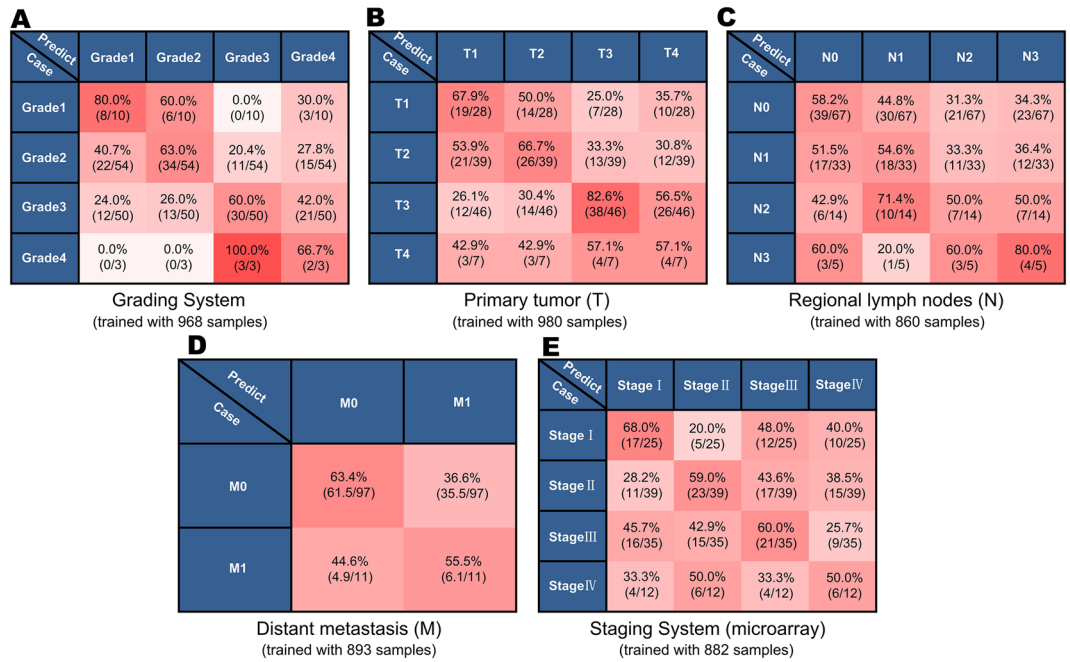 A
Predict
Case
Grade1 Grade2 Grade3 Grade4
Grade1 80.0% 60.0% 0.0% 30.0%
(8/10) (6/10) (0/10) (3/10)
Grade2 40.7% 63.0% 20.4% 27.8%
(22/54) (34/54) (11/54) (15/54)
Grade3 24.0% 26.0% 60.0% 42.0%
(12/50) (13/50) (30/50) (21/50)
Grade4 0.0% 0.0% 100.0% 66.7%
(0/3) (0/3) (3/3) (2/3)
Grading System
(trained with 968 samples)
B
Predict
Case
T1 T2 T3 T4
T1 67.9% 50.0% 25.0% 35.7%
(19/28) (14/28) (7/28) (10/28)
T2 53.9% 66.7% 33.3% 30.8%
(21/39) (26/39) (13/39) (12/39)
T3 26.1% 30.4% 82.6% 56.5%
(12/46) (14/46) (38/46) (26/46)
T4 42.9% 42.9% 57.1% 57.1%
(3/7) (3/7) (4/7) (4/7)
Primary tumor (T)
(trained with 980 samples)
C
Predict
Case
N0 N1 N2 N3
N0 58.2% 44.8% 31.3% 34.3%
(39/67) (30/67) (21/67) (23/67)
N1 51.5% 54.6% 33.3% 36.4%
(17/33) (18/33) (11/33) (12/33)
N2 42.9% 71.4% 50.0% 50.0%
(6/14) (10/14) (7/14) (7/14)
N3 60.0% 20.0% 60.0% 80.0%
(3/5) (1/5) (3/5) (4/5)
Regional lymph nodes (N)
(trained with 860 samples)
D
Predict
Case
M0 M1
M0 63.4% 36.6%
(61.5/97) (35.5/97)
M1 44.6% 55.5%
(4.9/11) (6.1/11)
Distant metastasis (M)
(trained with 893 samples)
E
Predict
Case
Stage Ⅰ Stage Ⅱ StageⅢ StageⅣ
Stage Ⅰ 68.0% 20.0% 48.0% 40.0%
(17/25) (5/25) (12/25) (10/25)
Stage Ⅱ 28.2% 59.0% 43.6% 38.5%
(11/39) (23/39) (17/39) (15/39)
StageⅢ 45.7% 42.9% 60.0% 25.7%
(16/35) (15/35) (21/35) (9/35)
StageⅣ 33.3% 50.0% 33.3% 50.0%
(4/12) (6/12) (4/12) (6/12)
Staging System (microarray)
(trained with 882 samples)